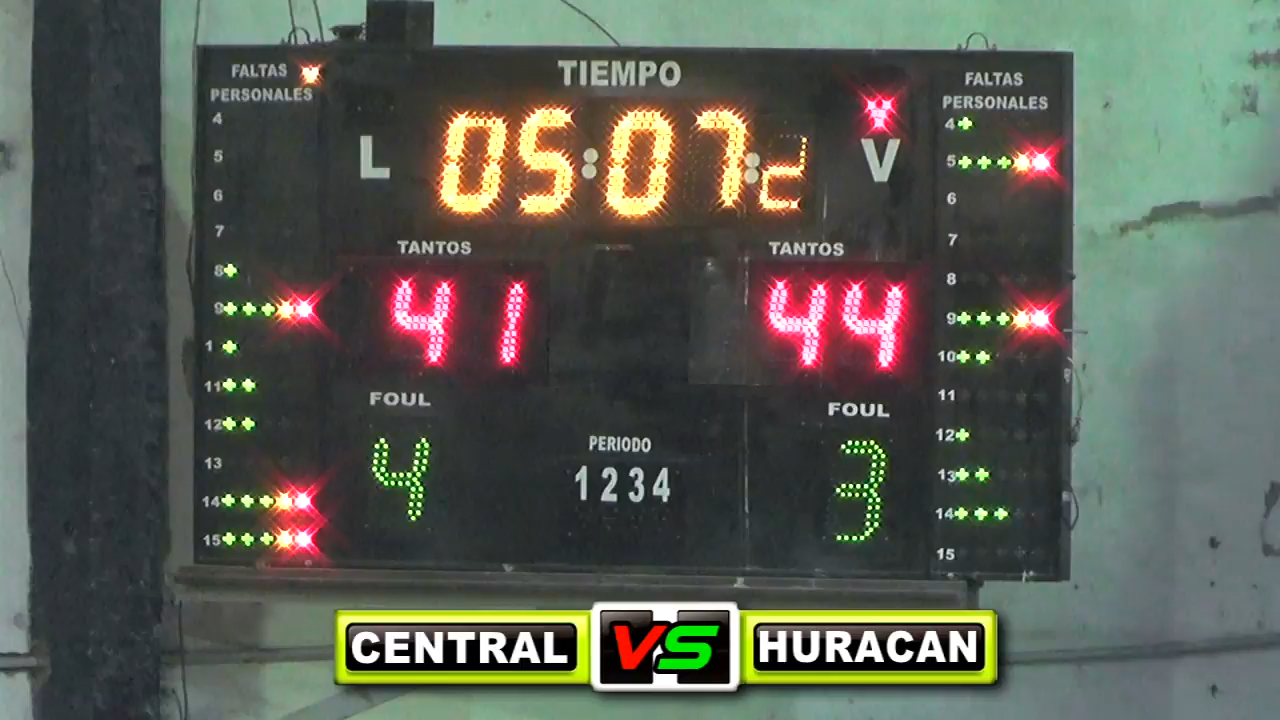 FALTAS
PERSONALES
TIEMPO
FALTAS
PERSONALES
L
05:07:
V
TANTOS
41
TANTOS
44
FOUL
4
PERIODO
1234
FOUL
3
4
5
6
7
8
9
1
11
12
13
14
15
4
5
6
7
8
9
10
11
12
13
14
15
CENTRAL VS HURACAN